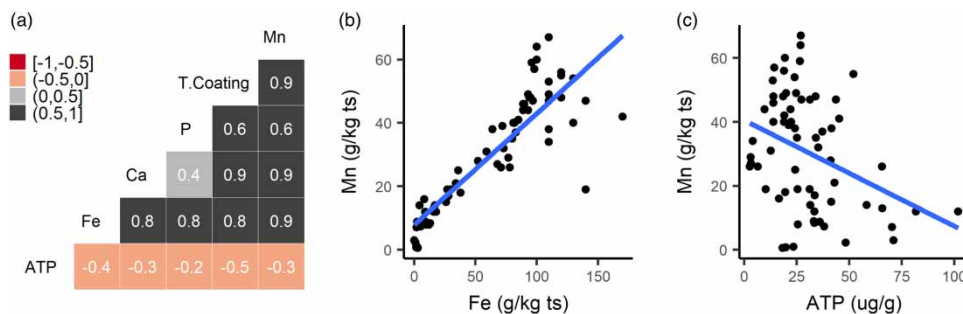 (a)
Mn
[-1,-0.5]
(-0.5,0]
(0,0.5]
(0.5,1]
T.Coating 0.9
P 0.6 0.6
Ca 0.4 0.9 0.9
Fe 0.8 0.8 0.8 0.9
ATP -0.4 -0.3 -0.2 -0.5 -0.3
(b)
Mn (g/kg ts)
60
40
20
0
0 50 100 150
Fe (g/kg ts)
(c)
Mn (g/kg ts)
60
40
20
0
0 25 50 75 100
ATP (ug/g)